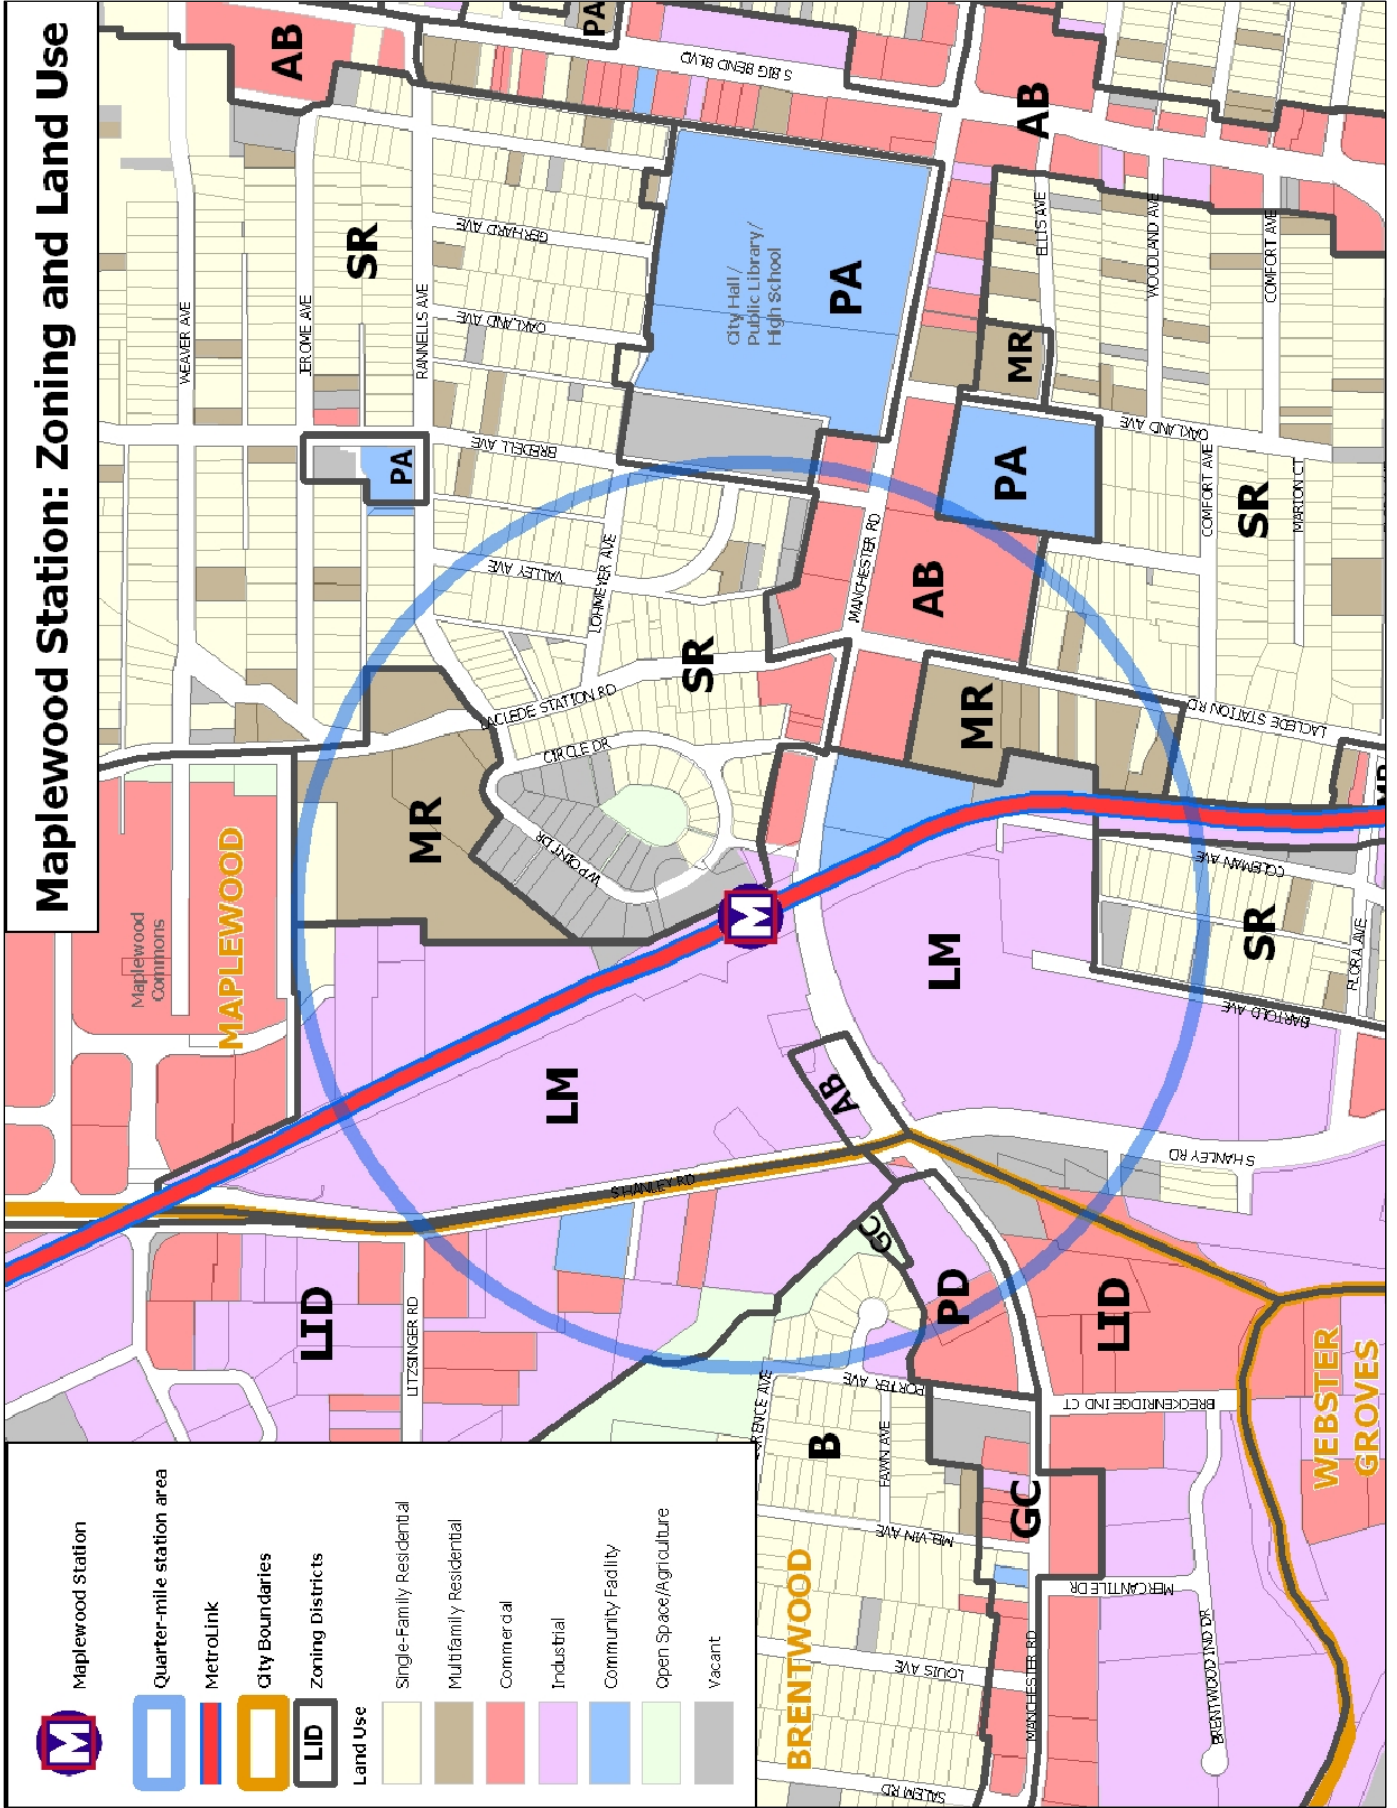 Maplewood Station: Zoning and Land Use
Maplewood Station
Quarter-mile station area
MetroLink
City Boundaries
LID
Zoning Districts
Land Use
Single-Family Residential
Multifamily Residential
Commercial
Industrial
Community Facility
Open Space/Agriculture
Vacant
M
M
Maplewood
Commons
MAPLEWOOD
BRENTWOOD
WEBSTER
GROVES
City Hall/
Public Library/
High School
AB
PA
SR
PA
PA
AB
MR
PA
SR
AB
SR
MR
MR
LM
LM
SR
AB
GC
PD
LID
LID
B
GC
WEAVER AVE
JEROME AVE
RANNELLS AVE
GERHARD AVE
OAKLAND AVE
BREDELL AVE
VALLEY AVE
LOHMEYER AVE
LACLEDE STATION RD
CIRCLE DR
W POINT DR
S BIG BEND BLVD
MANCHESTER RD
ELLIS AVE
WOODLAND AVE
COMFORT AVE
OAKLAND AVE
COMFORT AVE
MARION CT
LACLEDE STATION RD
COLEMAN AVE
FLORA AVE
BARTOLD AVE
S HANLEY RD
S HANLEY RD
LITZSINGER RD
PORTER AVE
FAWN AVE
MELVIN AVE
LOUIS AVE
SALEM RD
MANCHESTER RD
BRECKENRIDGE IND CT
MERCANTILE DR
BRENTWOOD IND DR